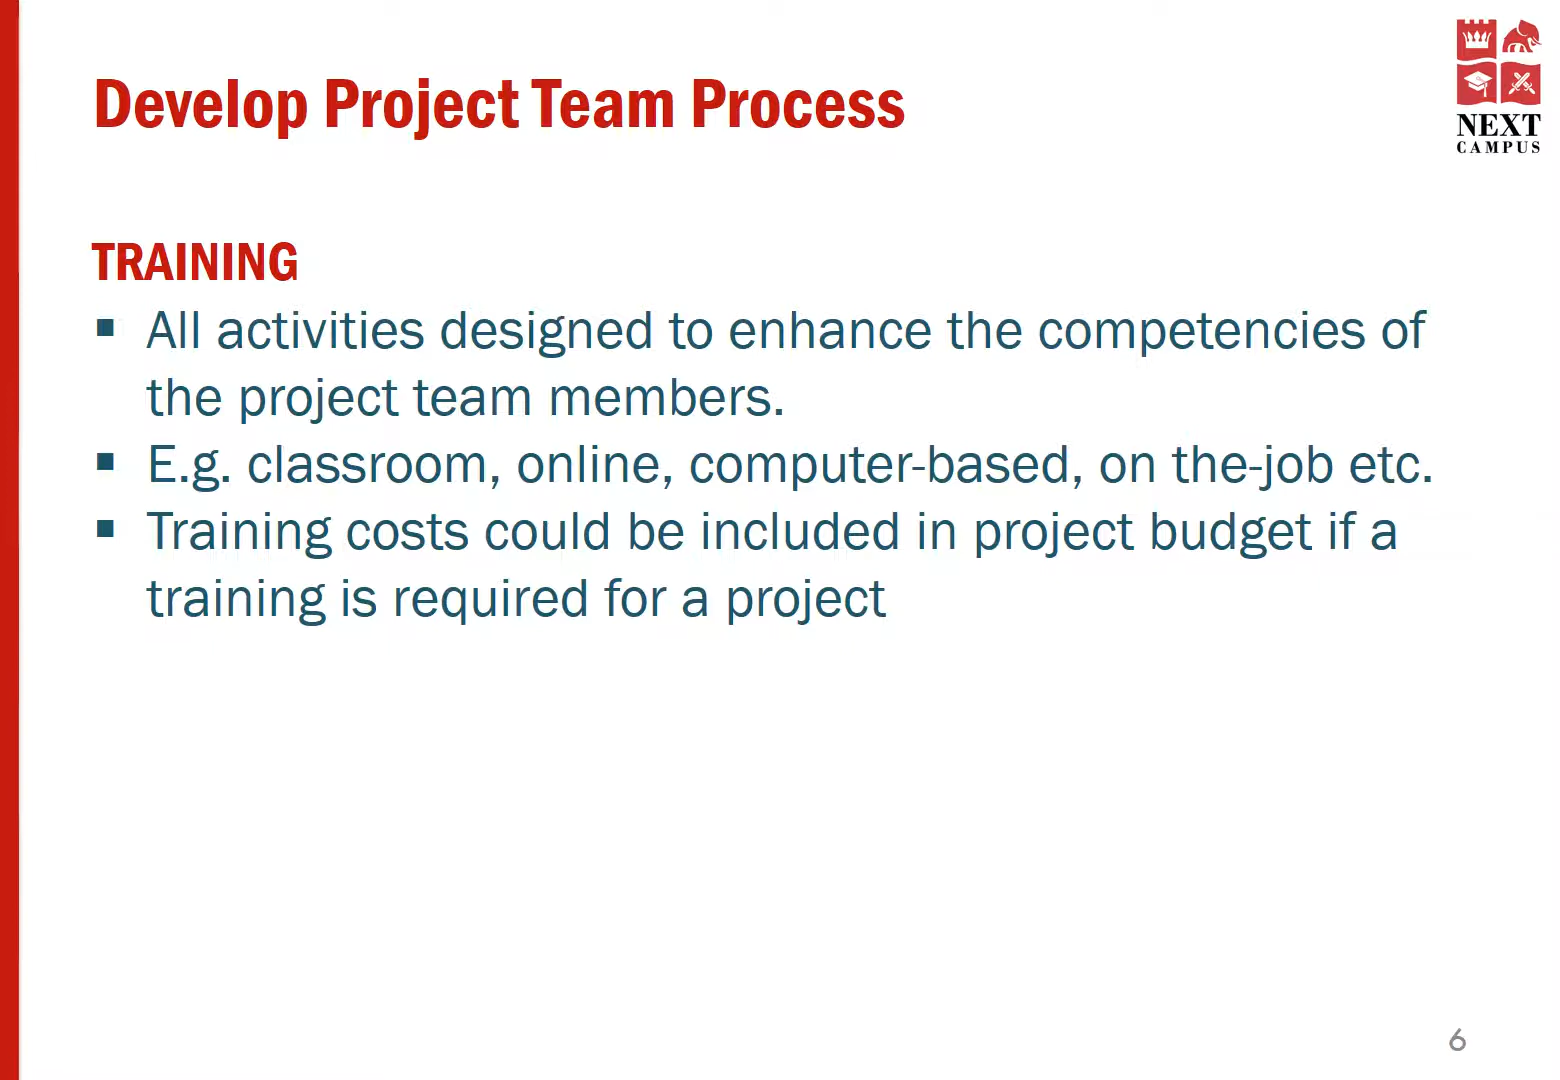 Develop Project Team Process
NEXT
CAMPUS
TRAINING
▪ All activities designed to enhance the competencies of
the project team members.
▪ E.g. classroom, online, computer-based, on the-job etc.
▪ Training costs could be included in project budget if a
training is required for a project
6